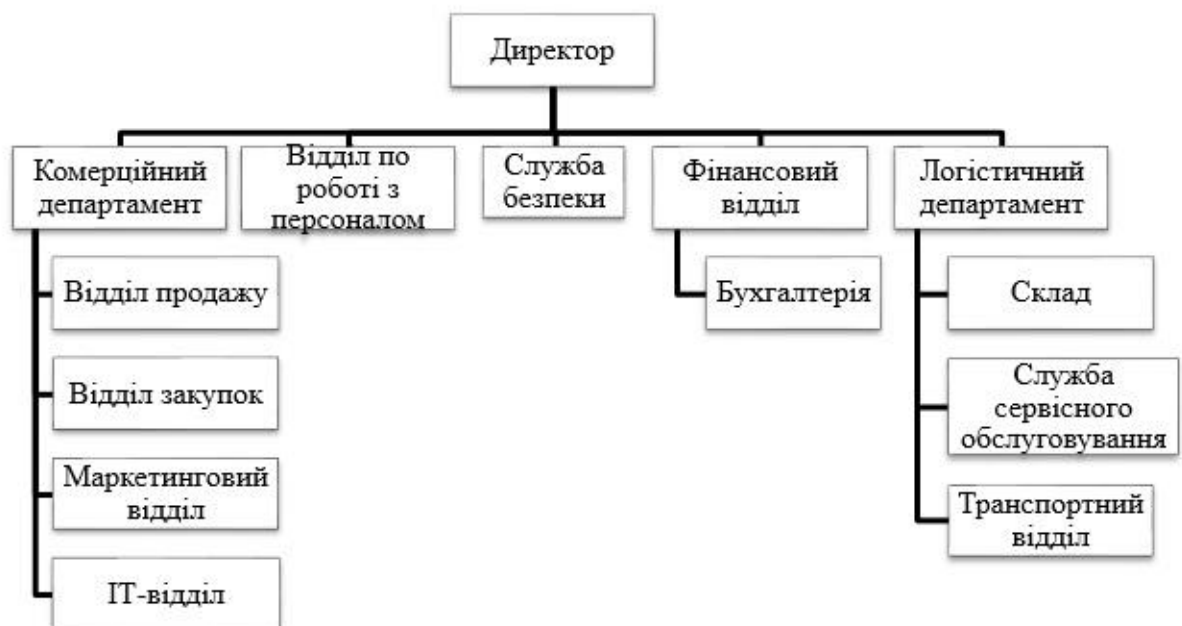 Директор
Комерційний
департамент
Відділ по
роботі з
персоналом
Служба
безпеки
Фінансовий
відділ
Логістичний
департамент
Відділ продажу
Відділ закупок
Маркетинговий
відділ
ІТ-відділ
Бухгалтерія
Склад
Служба
сервісного
обслуговування
Транспортний
відділ